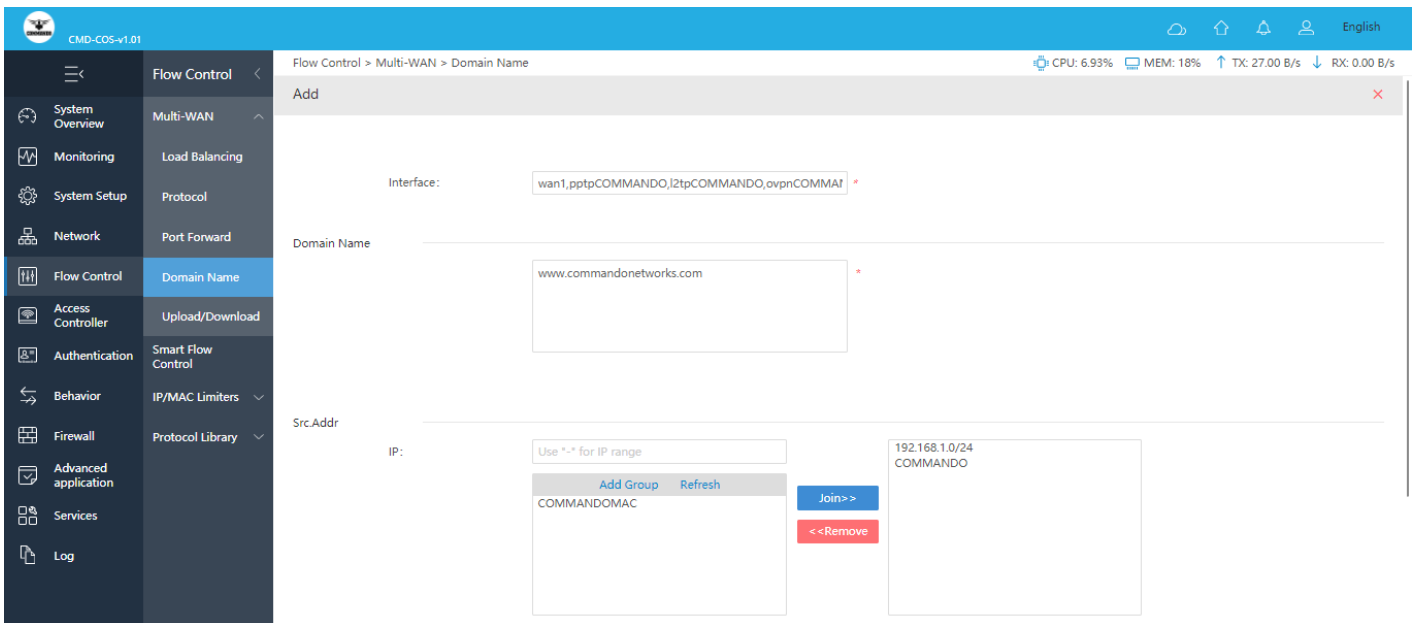 CMD-COS-v1.01
English
Flow Control
Flow Control > Multi-WAN > Domain Name
CPU: 6.93%
MEM: 18%
TX: 27.00 B/s
RX: 0.00 B/s
Add
System
Overview
Monitoring
System Setup
Network
Flow Control
Access
Controller
Authentication
Behavior
Firewall
Advanced
application
Services
Log
Multi-WAN
Load Balancing
Protocol
Port Forward
Domain Name
Upload/Download
Smart Flow
Control
IP/MAC Limiters
Protocol Library
Interface:
wan1,pptpCOMMANDO,l2tpCOMMANDO,ovpnCOMMA
*
Domain Name
www.commandonetworks.com
*
Src.Addr
IP:
Use "-" for IP range
Add Group Refresh
COMMANDOMAC
Join>>
<<Remove
192.168.1.0/24
COMMANDO